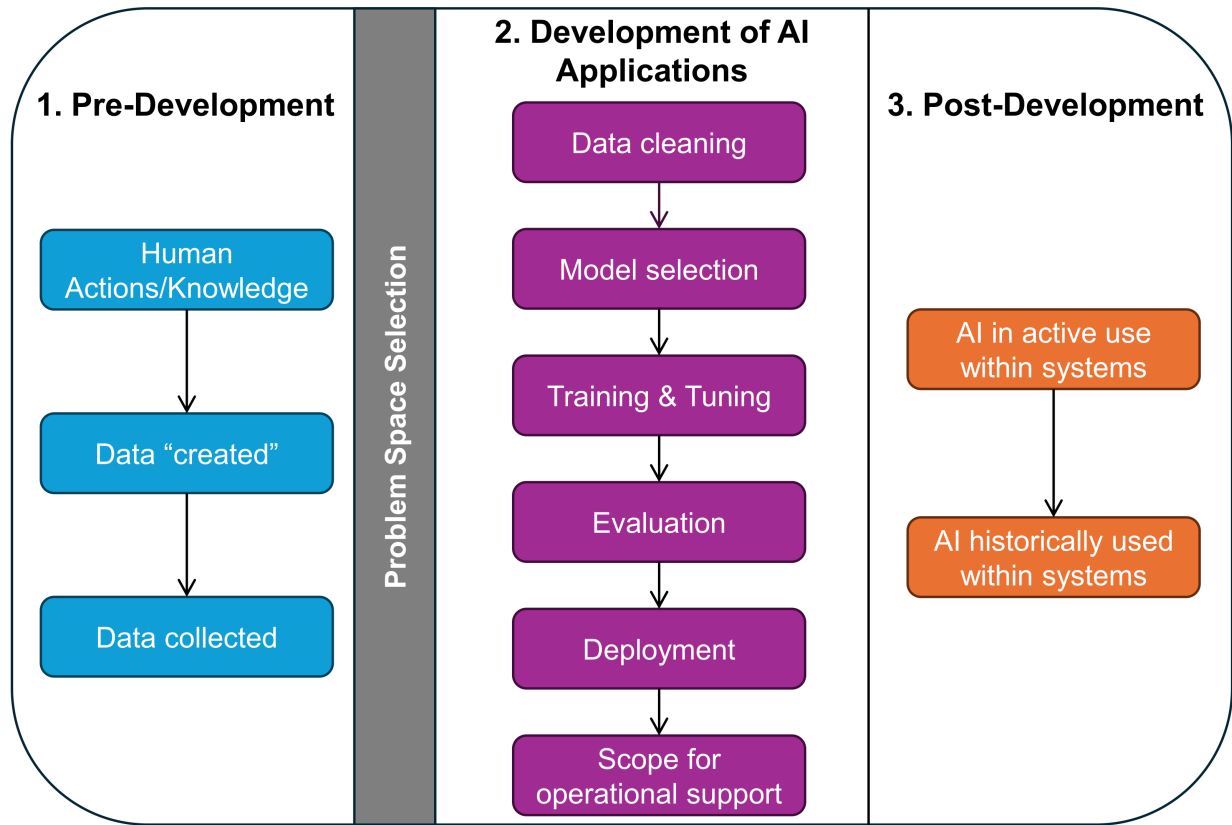 1. Pre-Development
Human
Actions/Knowledge
Data “created”
Data collected
Problem Space Selection
2. Development of AI
Applications
Data cleaning
Model selection
Training & Tuning
Evaluation
Deployment
Scope for
operational support
3. Post-Development
AI in active use
within systems
AI historically used
within systems